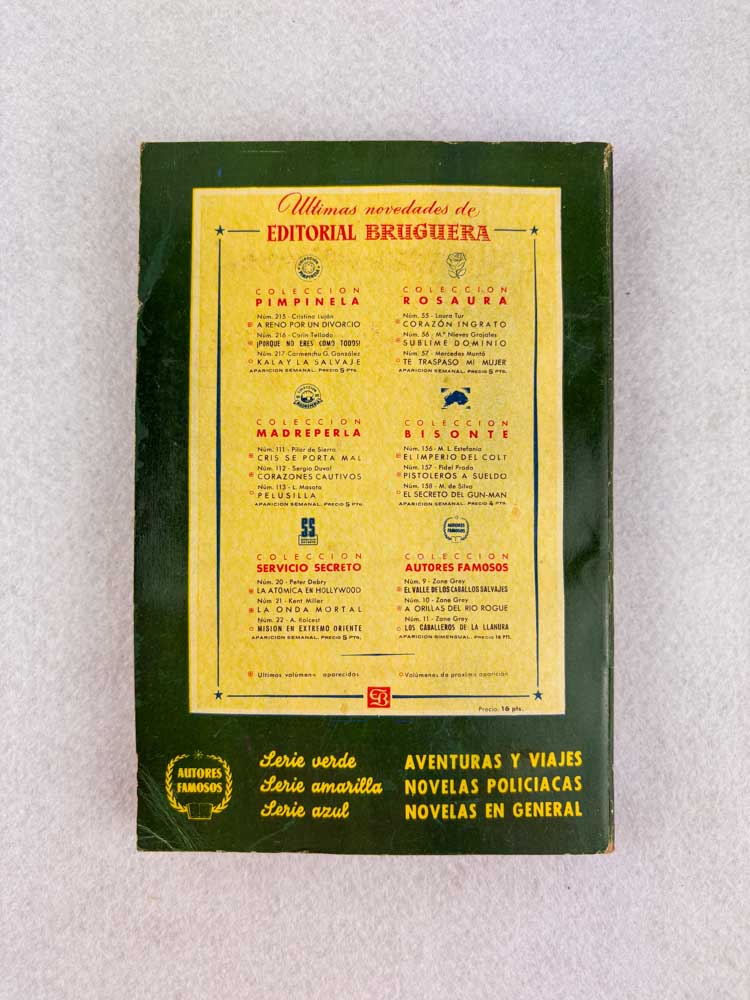 Ultimas novedades de
EDITORIAL BRUGUERA
COLECCION
PIMPINELA
Núm. 215 - Cristina Luján
A RENO POR UN DIVORCIO
Núm. 216 - Corín Tellado
¡PORQUE NO ERES COMO TODOS!
Núm. 217 Carmenchu G. González
KALAY LA SALVAJE
APARICION SEMANAL. PRECIO 5 PTS.
COLECCION
ROSAURA
Núm. 55 - Laura Tur
CORAZÓN INGRATO
Núm. 56 - M.ª Nieves Grajales
SUBLIME DOMINIO
Núm. 57 - Mercedes Muntó
TE TRASPASO MI MUJER
APARICION SEMANAL. PRECIO 5 PTS.
COLECCION
MADREPERLA
Núm. 111 - Pilar de Sierra
CRIS SE PORTA MAL
Núm. 112 - Sergio Duval
CORAZONES CAUTIVOS
Núm. 113 - L. Masota
PELUSILLA
APARICION SEMANAL. PRECIO 5 PTS.
COLECCION
BISONTE
Núm. 156 - M. L. Estefanía
EL IMPERIO DEL COLT
Núm. 157 - Fidel Prado
PISTOLEROS A SUELDO
Núm. 158 - M. de Silva
EL SECRETO DEL GUN-MAN
APARICION SEMANAL. PRECIO 4 PTS.
SS
COLECCION
SERVICIO SECRETO
Núm. 20 - Peter Debry
LA ATÓMICA EN HOLLYWOOD
Núm. 21 - Kent Miller
LA ONDA MORTAL
Núm. 22 - A. Rolcest
MISION EN EXTREMO ORIENTE
APARICION SEMANAL. PRECIO 5 PTS.
AUTORES
FAMOSOS
COLECCION
AUTORES FAMOSOS
Núm. 9 - Zane Grey
EL VALLE DE LOS CABALLOS SALVAJES
Núm. 10 - Zane Grey
A ORILLAS DEL RIO ROGUE
Núm. 11 - Zane Grey
LOS CABALLEROS DE LA LLANURA
APARICION BIMENSUAL. PRECIO 16 PTS.
Ultimos volúmenes aparecidos
Volúmenes de próxima aparición
EB
Precio: 16 pts.
AUTORES
FAMOSOS
Serie verde AVENTURAS Y VIAJES
Serie amarilla NOVELAS POLICIACAS
Serie azul NOVELAS EN GENERAL